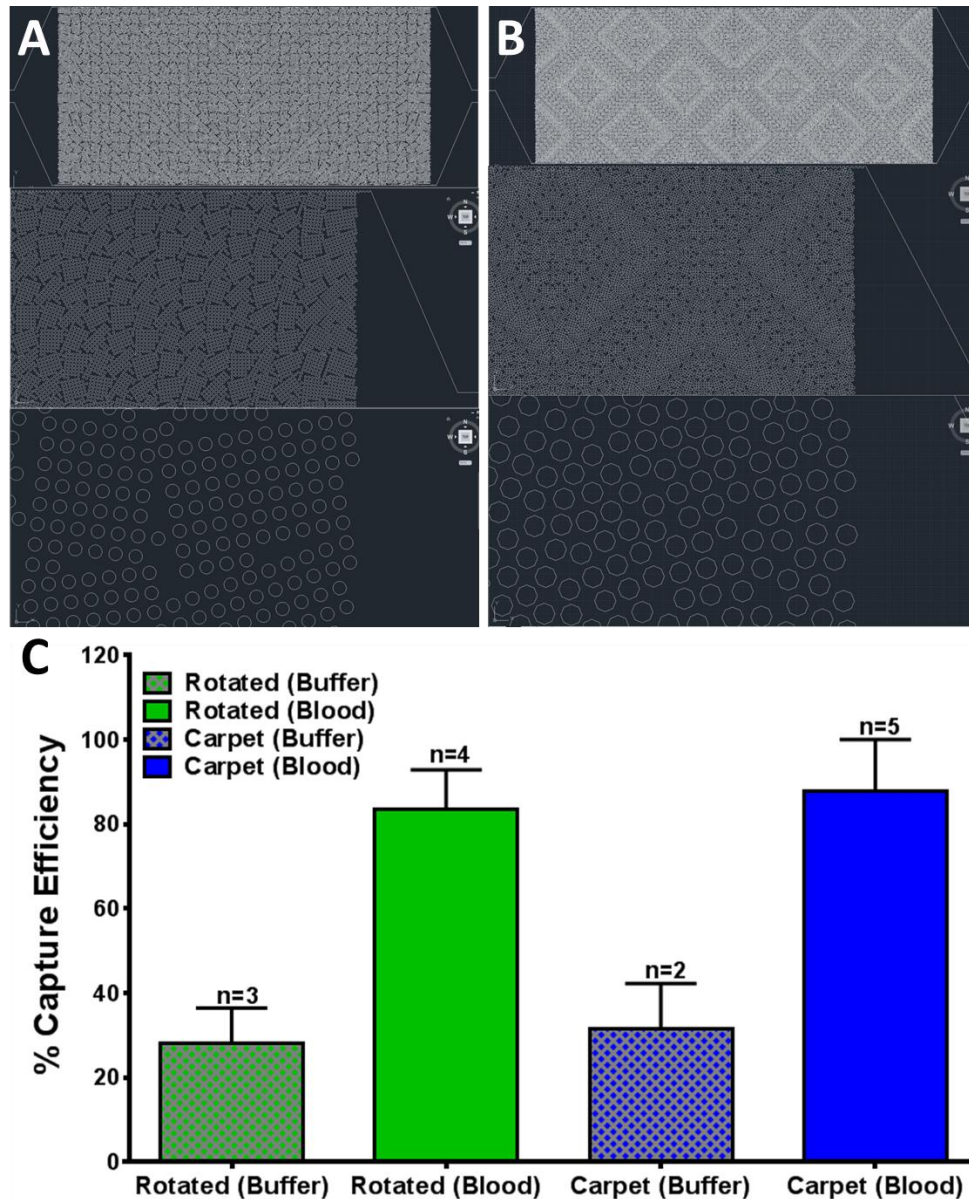 A
B
N
W
S
N
W
N
W
S
N
W
C
% Capture Efficiency
120
100
80
60
40
20
0
Rotated (Buffer)
Rotated (Blood)
Carpet (Buffer)
Carpet (Blood)
n=3
n=4
n=2
n=5
Rotated (Buffer) Rotated (Blood) Carpet (Buffer) Carpet (Blood)